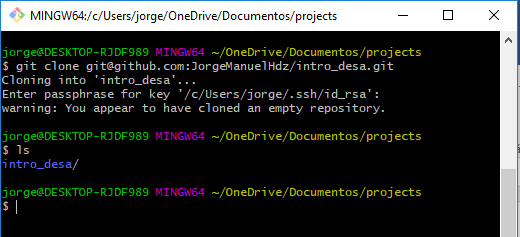 MINGW64:/c/Users/jorge/OneDrive/Documentos/projects
jorge@DESKTOP-RJDF989 MINGW64 ~/OneDrive/Documentos/projects
$ git clone git@github.com:JorgeManuelHdz/intro_desa.git
Cloning into 'intro_desa'...
Enter passphrase for key '/c/Users/jorge/.ssh/id_rsa':
warning: You appear to have cloned an empty repository.
jorge@DESKTOP-RJDF989 MINGW64 ~/OneDrive/Documentos/projects
$ ls
intro_desa/
jorge@DESKTOP-RJDF989 MINGW64 ~/OneDrive/Documentos/projects
$